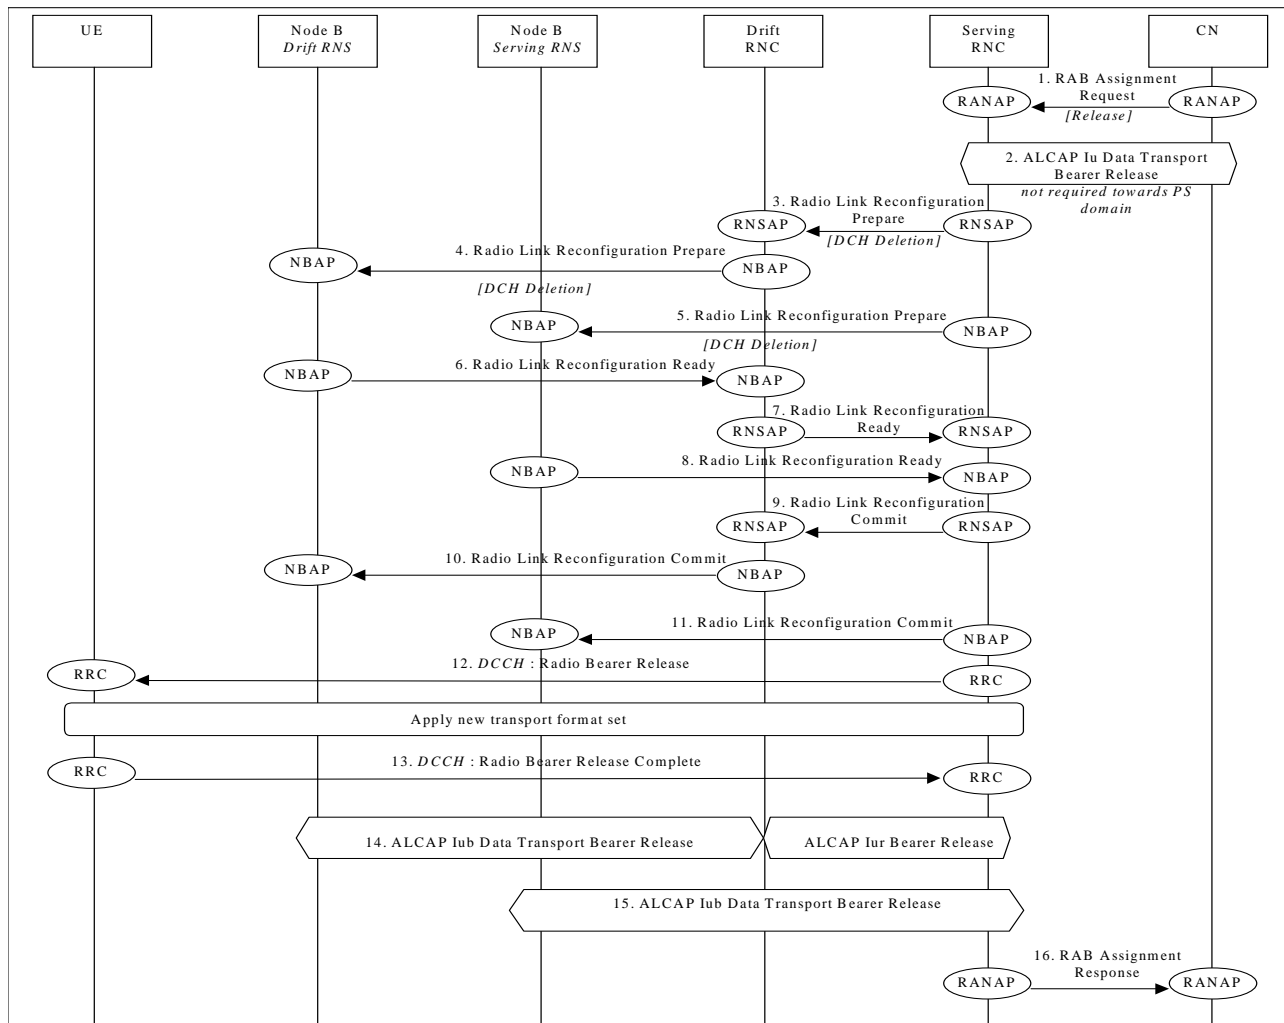 UE
Node B
Drift RNS
Node B
Serving RNS
Drift
RNC
Serving
RNC
CN
1. RAB Assignment
Request
RANAP
RANAP
[Release]
2. ALCAP Iu Data Transport
Bearer Release
not required towards PS
domain
3. Radio Link Reconfiguration
Prepare
RNSAP
RNSAP
[DCH Deletion]
4. Radio Link Reconfiguration Prepare
NBAP
NBAP
[DCH Deletion]
5. Radio Link Reconfiguration Prepare
NBAP
NBAP
[DCH Deletion]
6. Radio Link Reconfiguration Ready
NBAP
NBAP
7. Radio Link Reconfiguration
Ready
RNSAP
RNSAP
8. Radio Link Reconfiguration Ready
NBAP
NBAP
9. Radio Link Reconfiguration
Commit
RNSAP
RNSAP
10. Radio Link Reconfiguration Commit
NBAP
NBAP
11. Radio Link Reconfiguration Commit
NBAP
NBAP
12. DCCH : Radio Bearer Release
RRC
RRC
Apply new transport format set
13. DCCH : Radio Bearer Release Complete
RRC
RRC
14. ALCAP Iub Data Transport Bearer Release
ALCAP Iur Bearer Release
15. ALCAP Iub Data Transport Bearer Release
16. RAB Assignment
Response
RANAP
RANAP